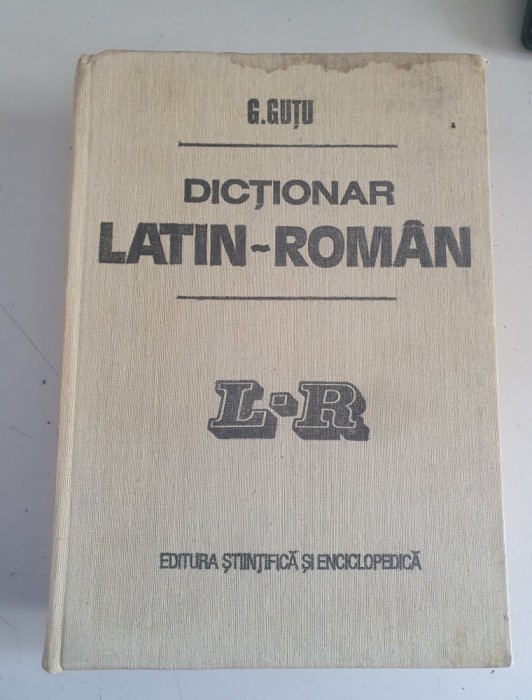 G.GUȚU
DICȚIONAR
LATIN~ROMÂN
L·R
EDITURA ȘTIINȚIFICĂ ȘI ENCICLOPEDICĂ